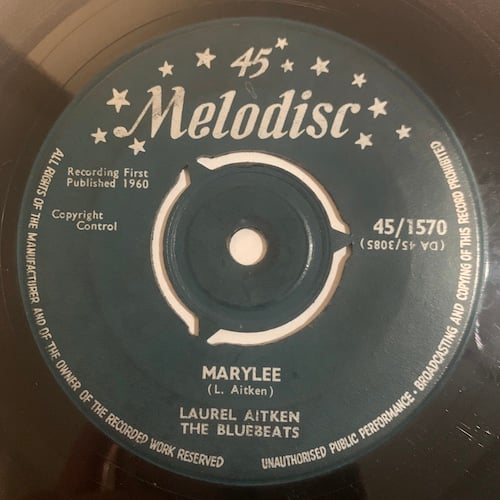 45
Melodisc
Recording First
Published 1960
Copyright
Control
45/1570
(DA 45/3085)
MARYLEE
(L. Aitken)
LAUREL AITKEN
THE BLUEBEATS
ALL RIGHTS OF THE MANUFACTURER AND OF THE OWNER OF THE RECORDED WORK RESERVED
UNAUTHORISED PUBLIC PERFORMANCE · BROADCASTING AND COPYING OF THIS RECORD PROHIBITED